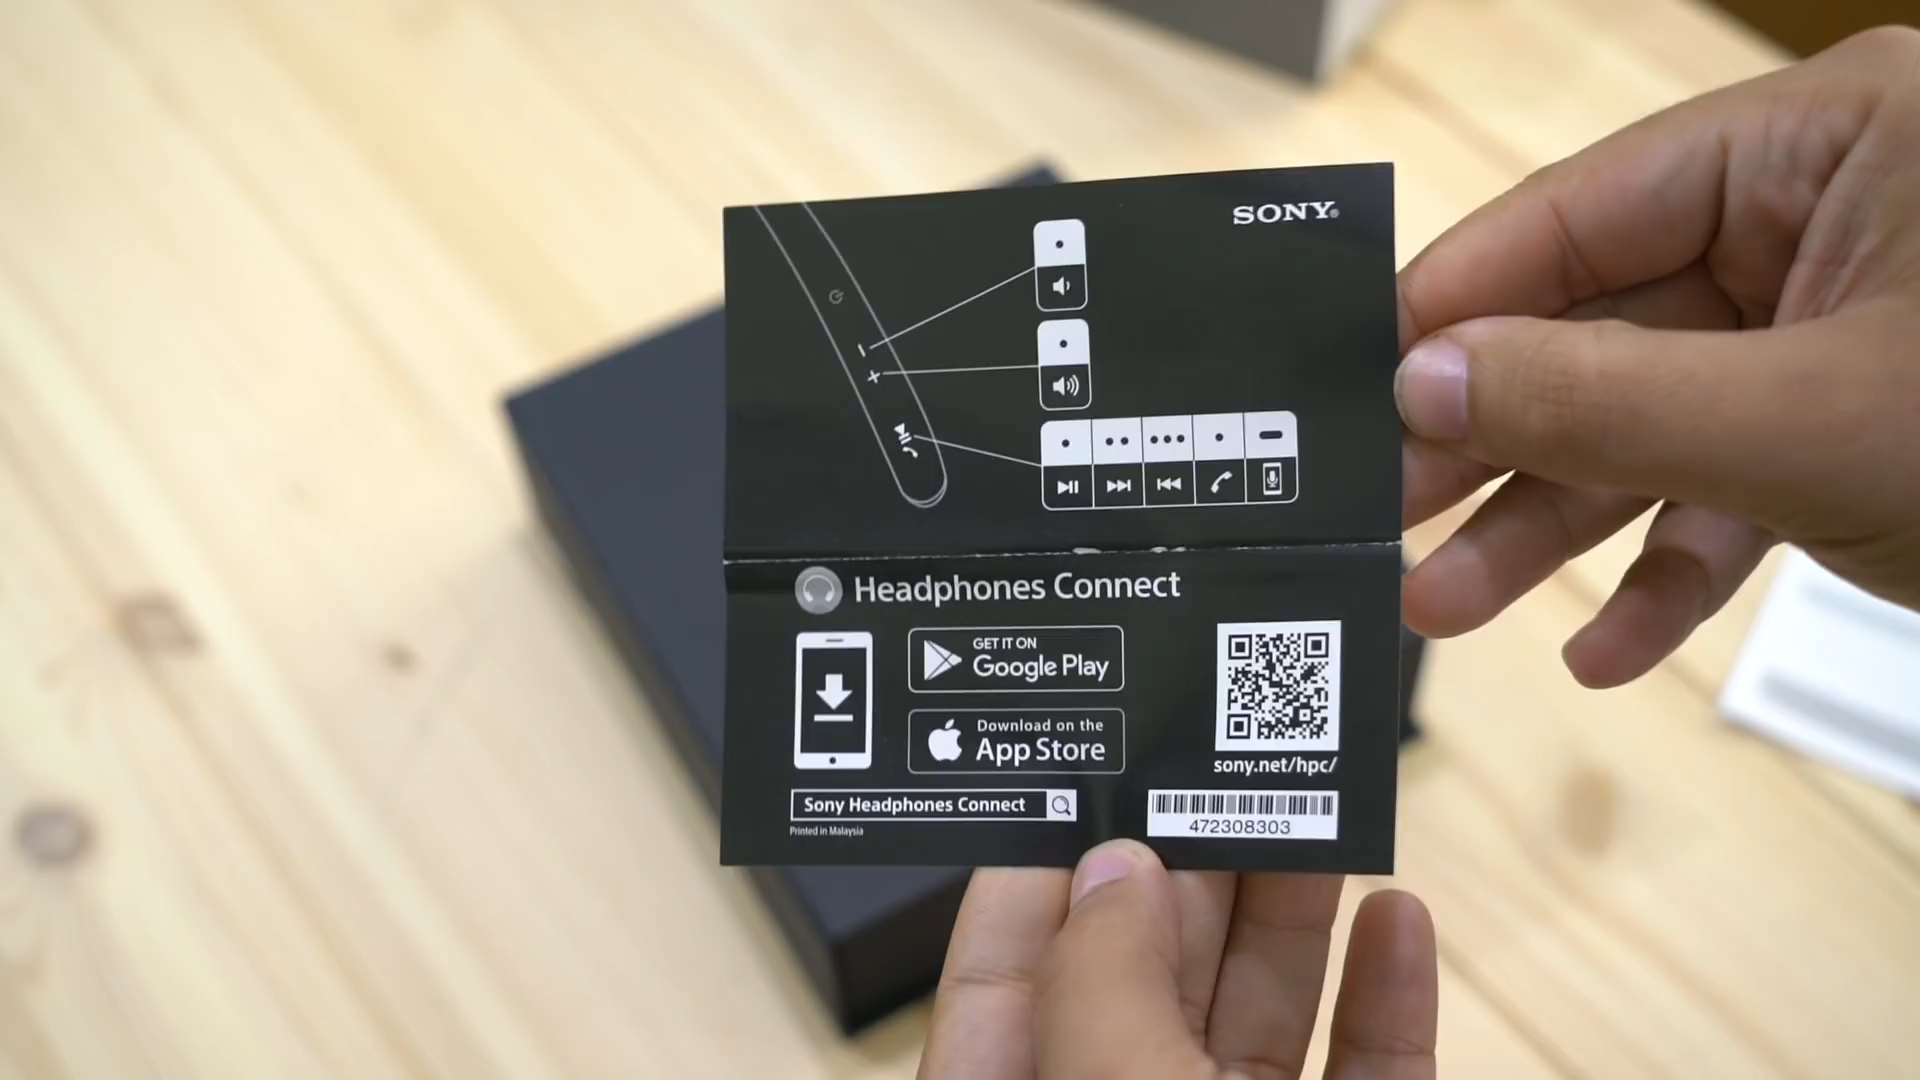 SONY®
Headphones Connect
GET IT ON
Google Play
Download on the
App Store
sony.net/hpc/
Sony Headphones Connect
Printed in Malaysia
472308303